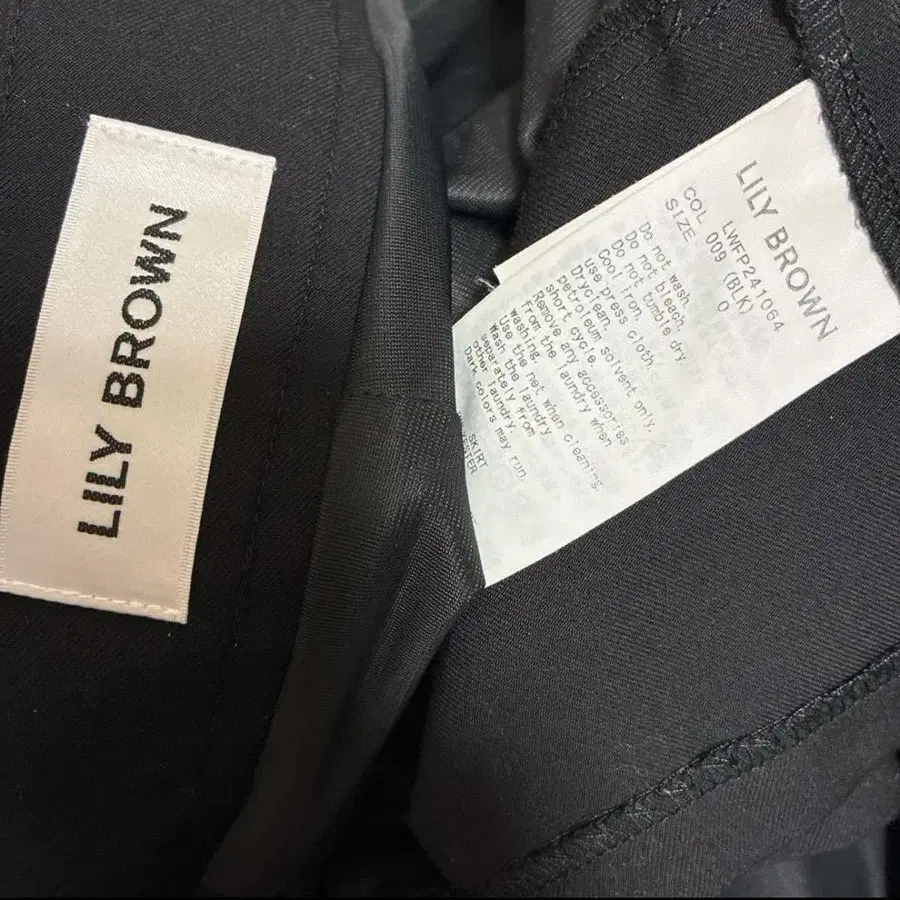 LILY BROWN
LILY BROWN
LWFP241064
COL 009 (BLK)
SIZE 0
Do not wash.
Do not bleach.
Do not tumble dry
Cool iron.
use press cloth.
Dryclean.
petroleum solvent only.
short cycle.
Remove any accessories
from the laundry when
washing.
Use the net when cleaning.
Wash the laundry
separately from
other laundry.
Dark colors may run.
SKIRT